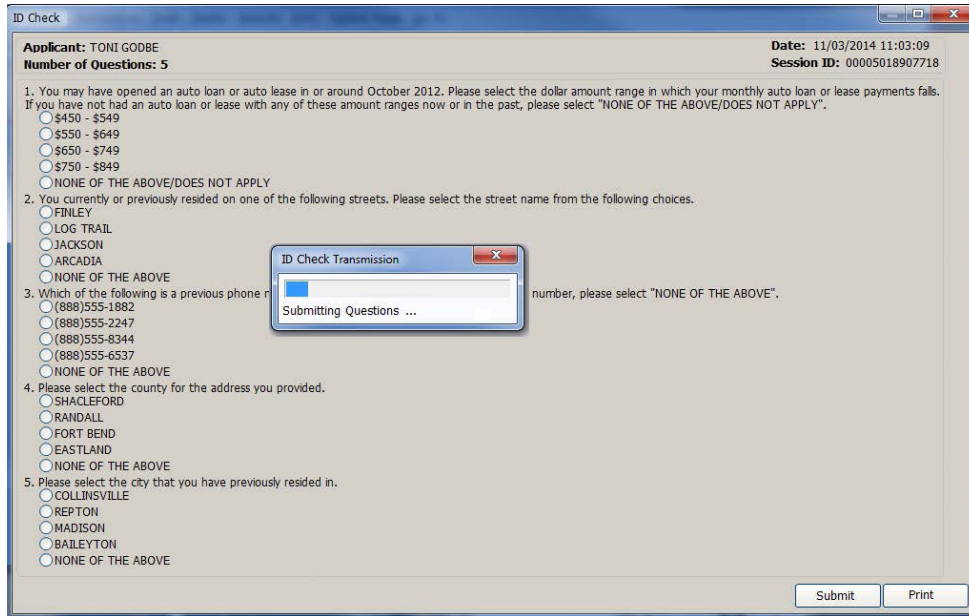 ID Check
Applicant: TONI GODBE
Date: 11/03/2014 11:03:09
Number of Questions: 5
Session ID: 00005018907718
1. You may have opened an auto loan or auto lease in or around October 2012. Please select the dollar amount range in which your monthly auto loan or lease payments falls.
If you have not had an auto loan or lease with any of these amount ranges now or in the past, please select "NONE OF THE ABOVE/DOES NOT APPLY".
$450 - $549
$550 - $649
$650 - $749
$750 - $849
NONE OF THE ABOVE/DOES NOT APPLY
2. You currently or previously resided on one of the following streets. Please select the street name from the following choices.
FINLEY
LOG TRAIL
JACKSON
ARCADIA
NONE OF THE ABOVE
ID Check Transmission
Submitting Questions ...
3. Which of the following is a previous phone number, please select "NONE OF THE ABOVE".
(888)555-1882
(888)555-2247
(888)555-8344
(888)555-6537
NONE OF THE ABOVE
4. Please select the county for the address you provided.
SHACLEFORD
RANDALL
FORT BEND
EASTLAND
NONE OF THE ABOVE
5. Please select the city that you have previously resided in.
COLLINSVILLE
REPTON
MADISON
BAILEYTON
NONE OF THE ABOVE
Submit
Print